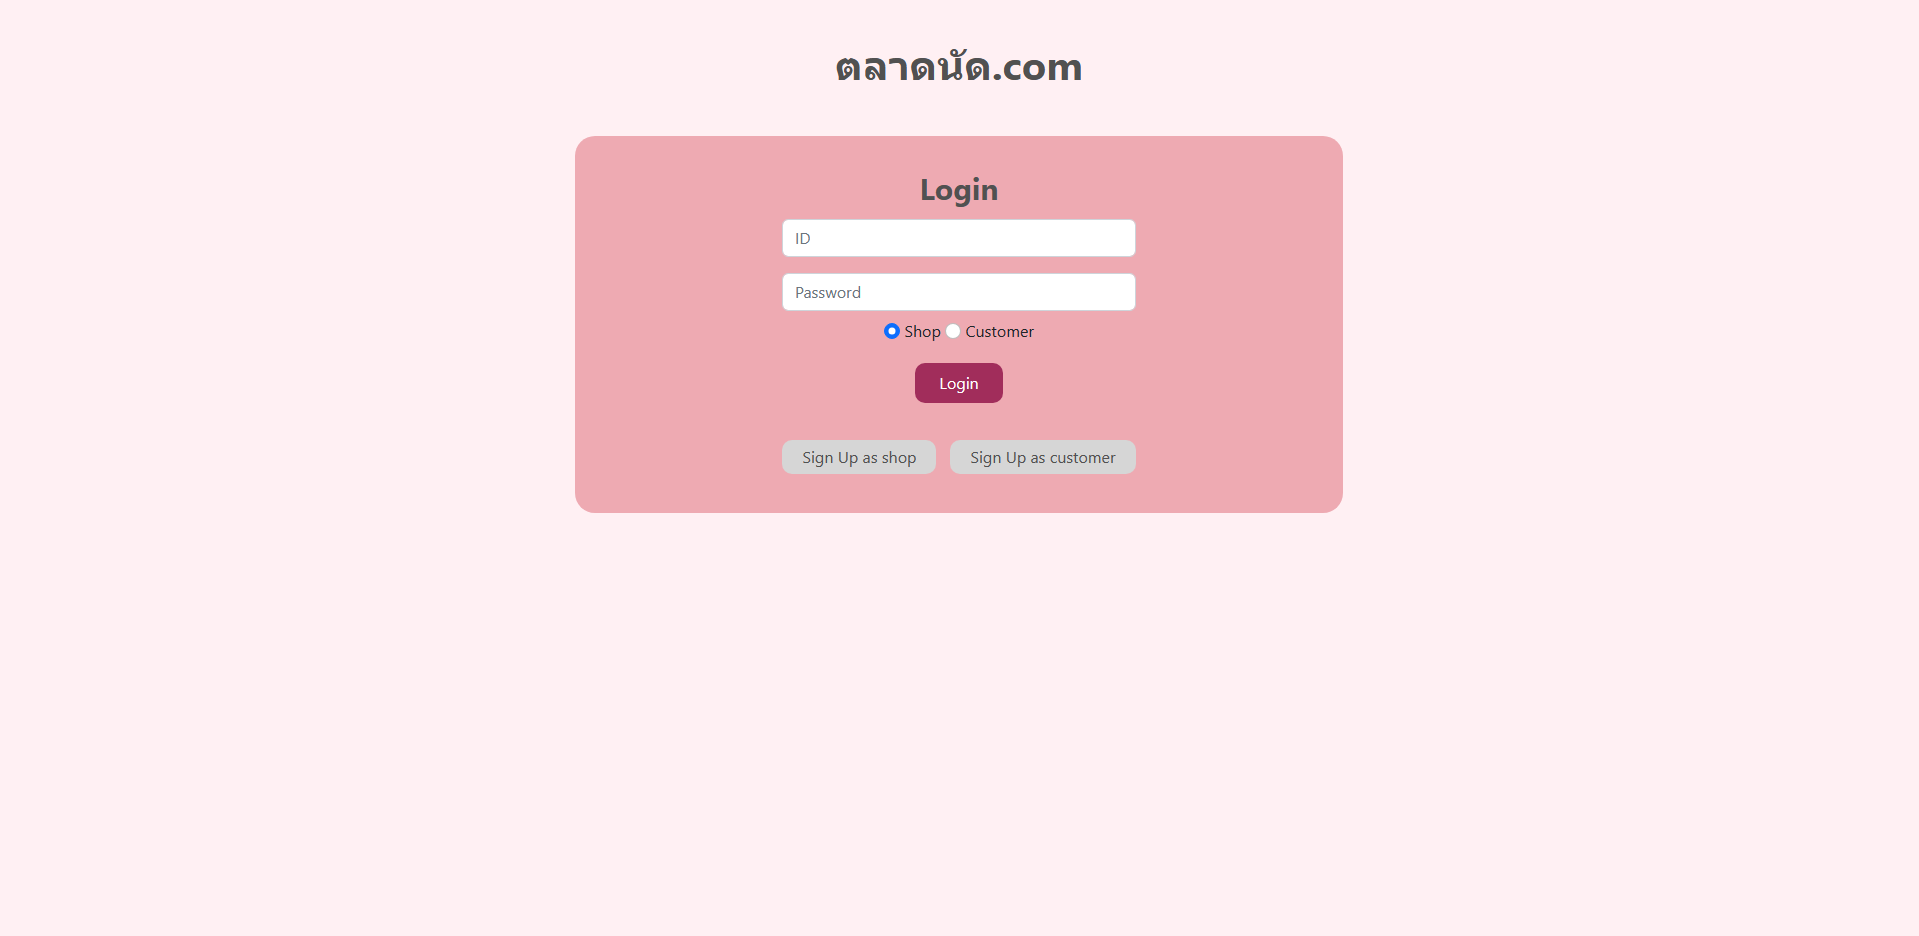 ตลาดนัด.com
Login
ID
Password
Shop Customer
Login
Sign Up as shop Sign Up as customer